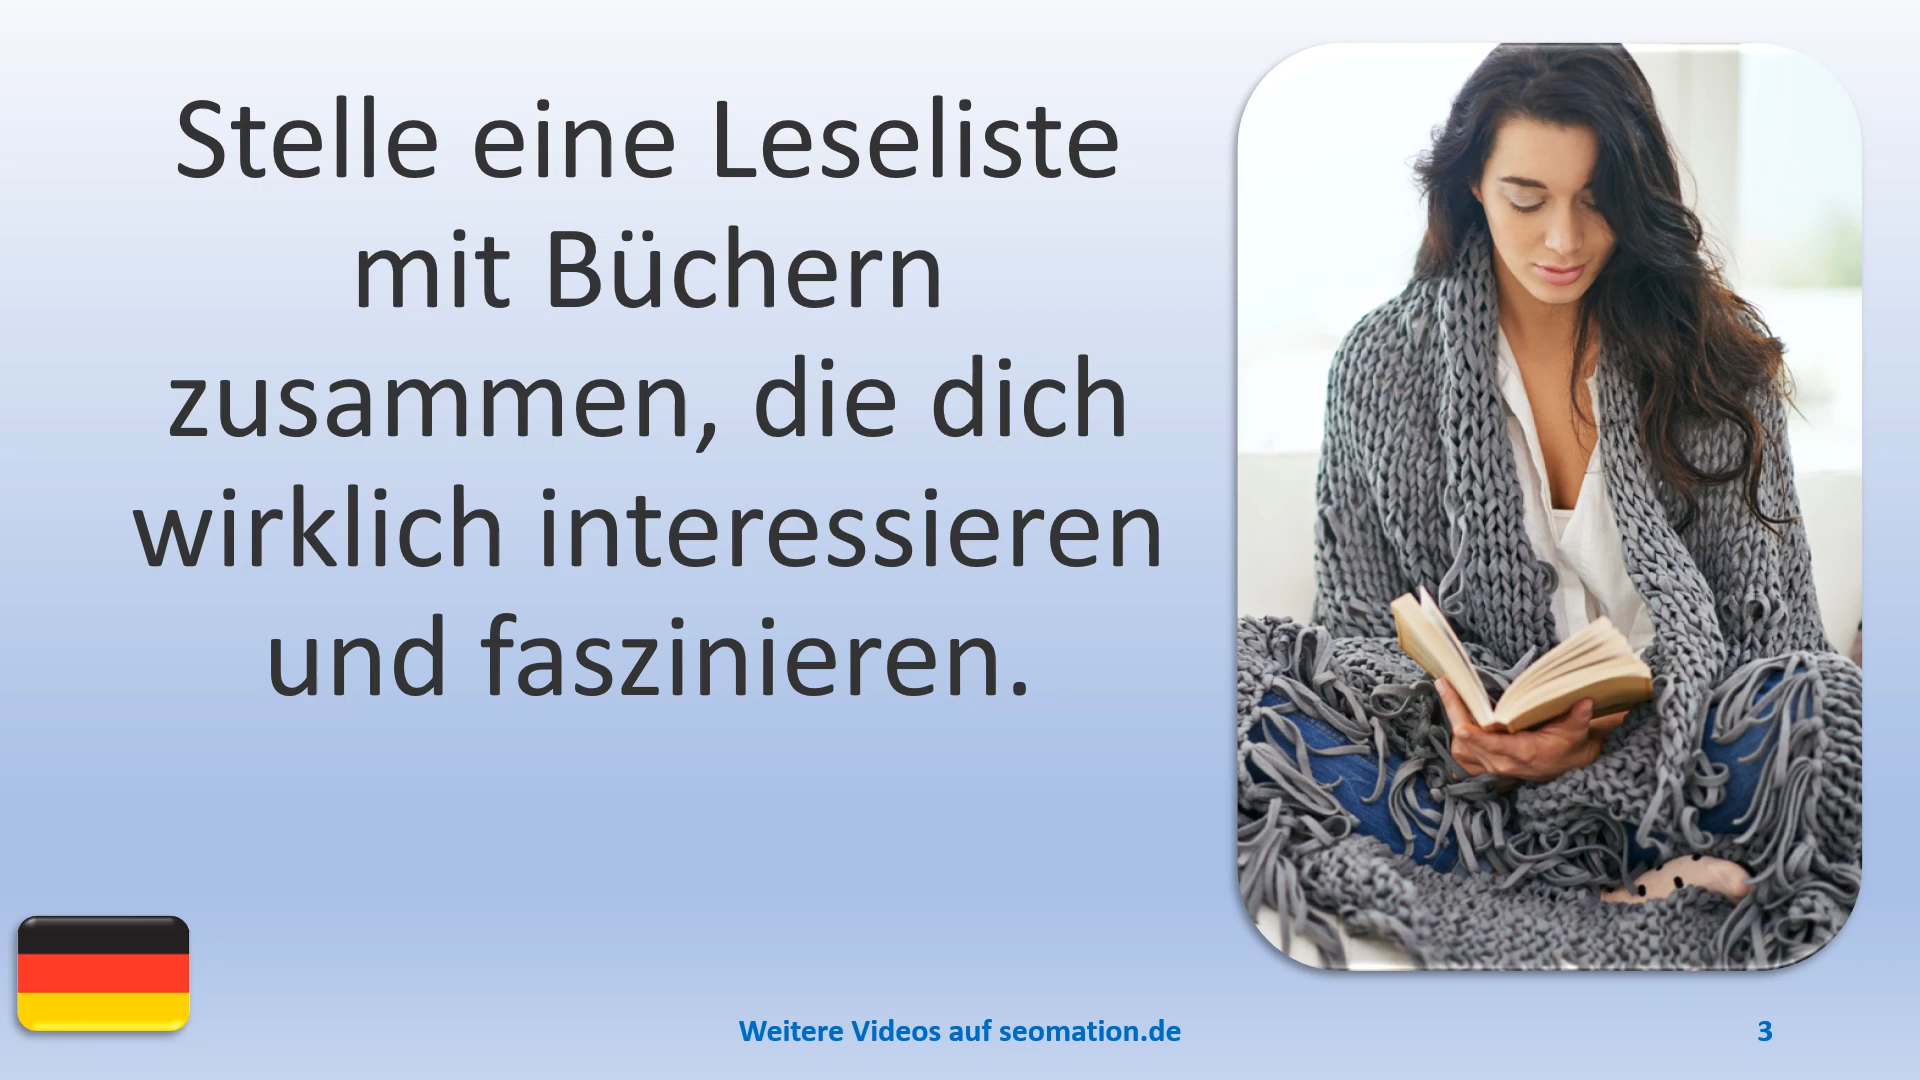 Stelle eine Leseliste
mit Büchern
zusammen, die dich
wirklich interessieren
und faszinieren.
Weitere Videos auf seomation.de
3